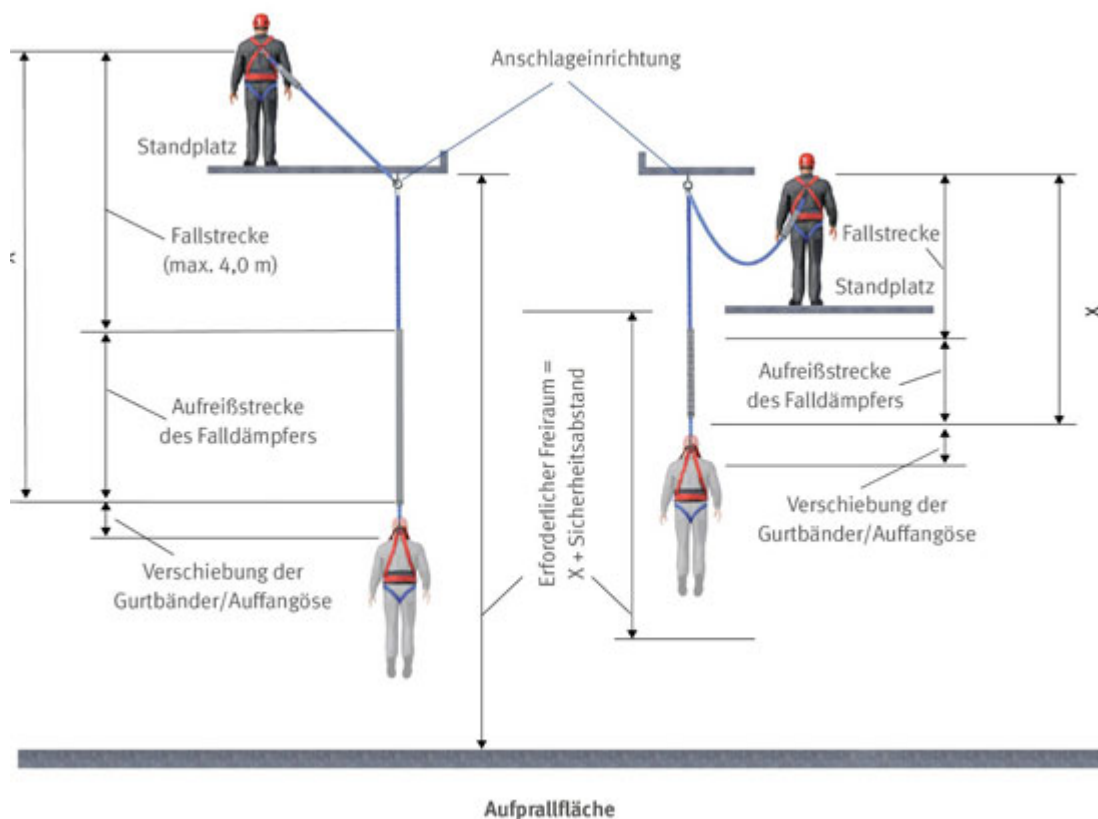 Anschlageinrichtung
Standplatz
Fallstrecke
(max. 4,0 m)
Aufreißstrecke
des Falldämpfers
Verschiebung der
Gurtbänder/Auffangöse
Erforderlicher Freiraum =
X + Sicherheitsabstand
Fallstrecke
Standplatz
X
Aufreißstrecke
des Falldämpfers
Verschiebung der
Gurtbänder/Auffangöse
Aufprallfläche